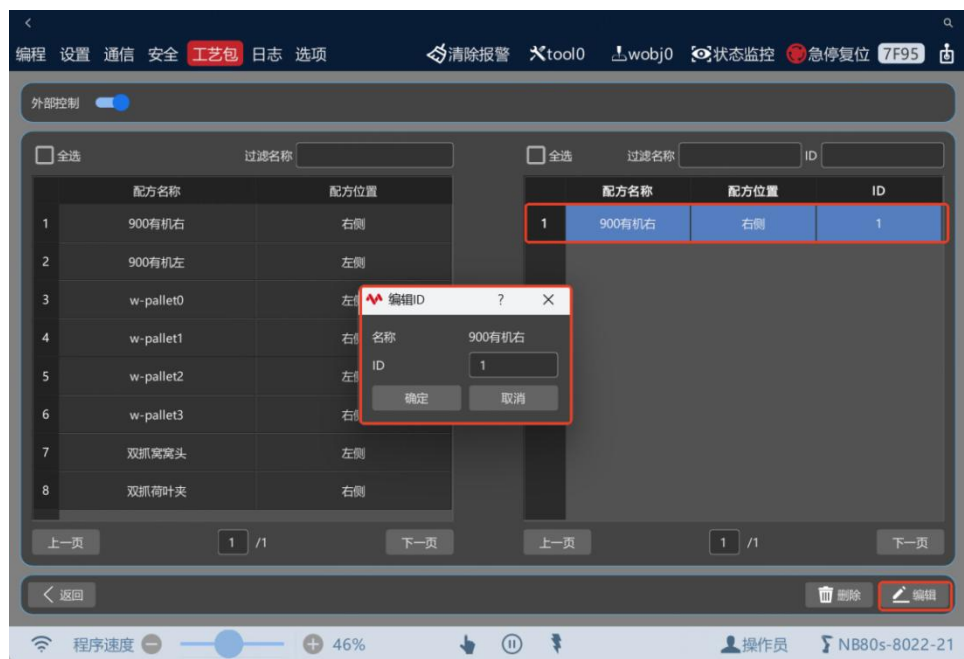 编程 设置 通信 安全 工艺包 日志 选项 清除报警 tool0 wobj0 状态监控 急停复位 7F95
外部控制
全选 过滤名称
配方名称 配方位置
1 900有机右 右侧
2 900有机左 左侧
3 w-pallet0 左
4 w-pallet1 右
5 w-pallet2 左
6 w-pallet3 右
7 双抓窝窝头 左侧
8 双抓荷叶夹 右侧
上一页 1 /1 下一页
全选 过滤名称 ID
配方名称 配方位置 ID
1 900有机右 右侧 1
上一页 1 /1 下一页
编辑ID ? ×
名称 900有机右
ID 1
确定 取消
返回 删除 编辑
程序速度 46% 操作员 NB80s-8022-21